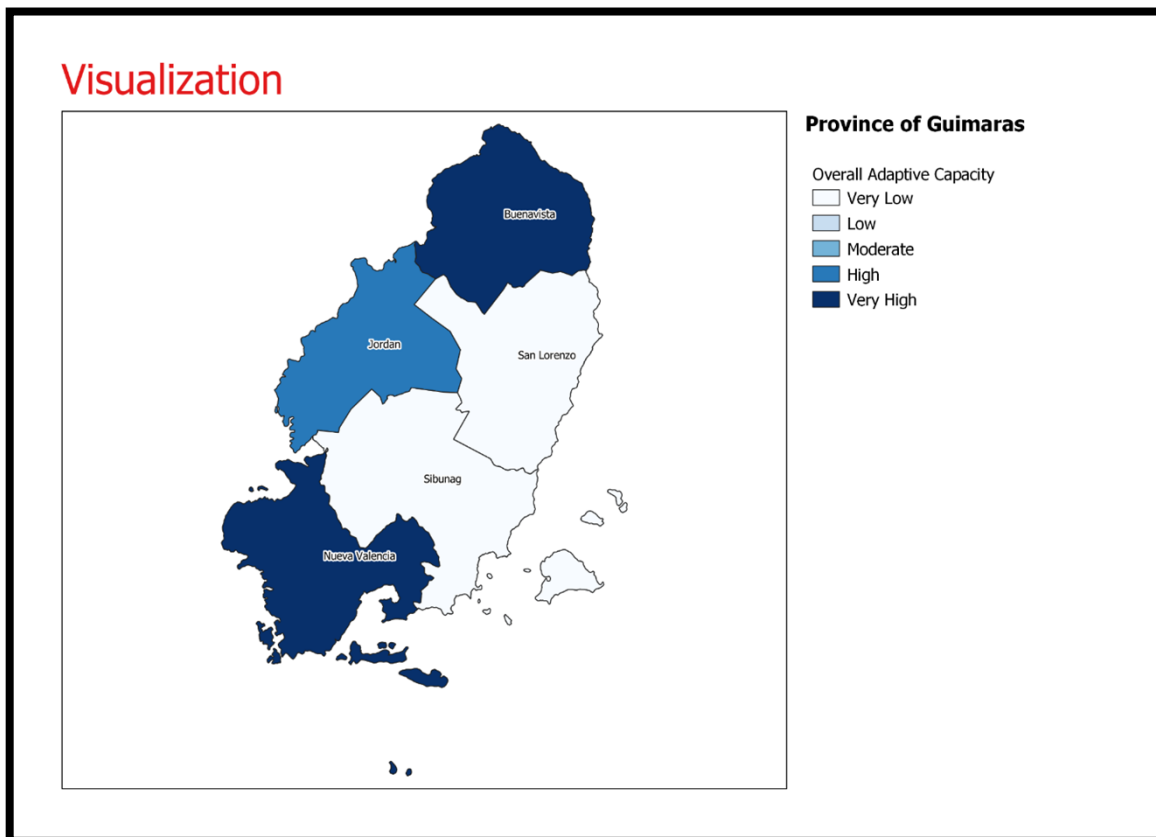 Visualization
Province of Guimaras
Overall Adaptive Capacity
Very Low
Low
Moderate
High
Very High
Buenavista
Jordan
San Lorenzo
Sibunag
Nueva Valencia